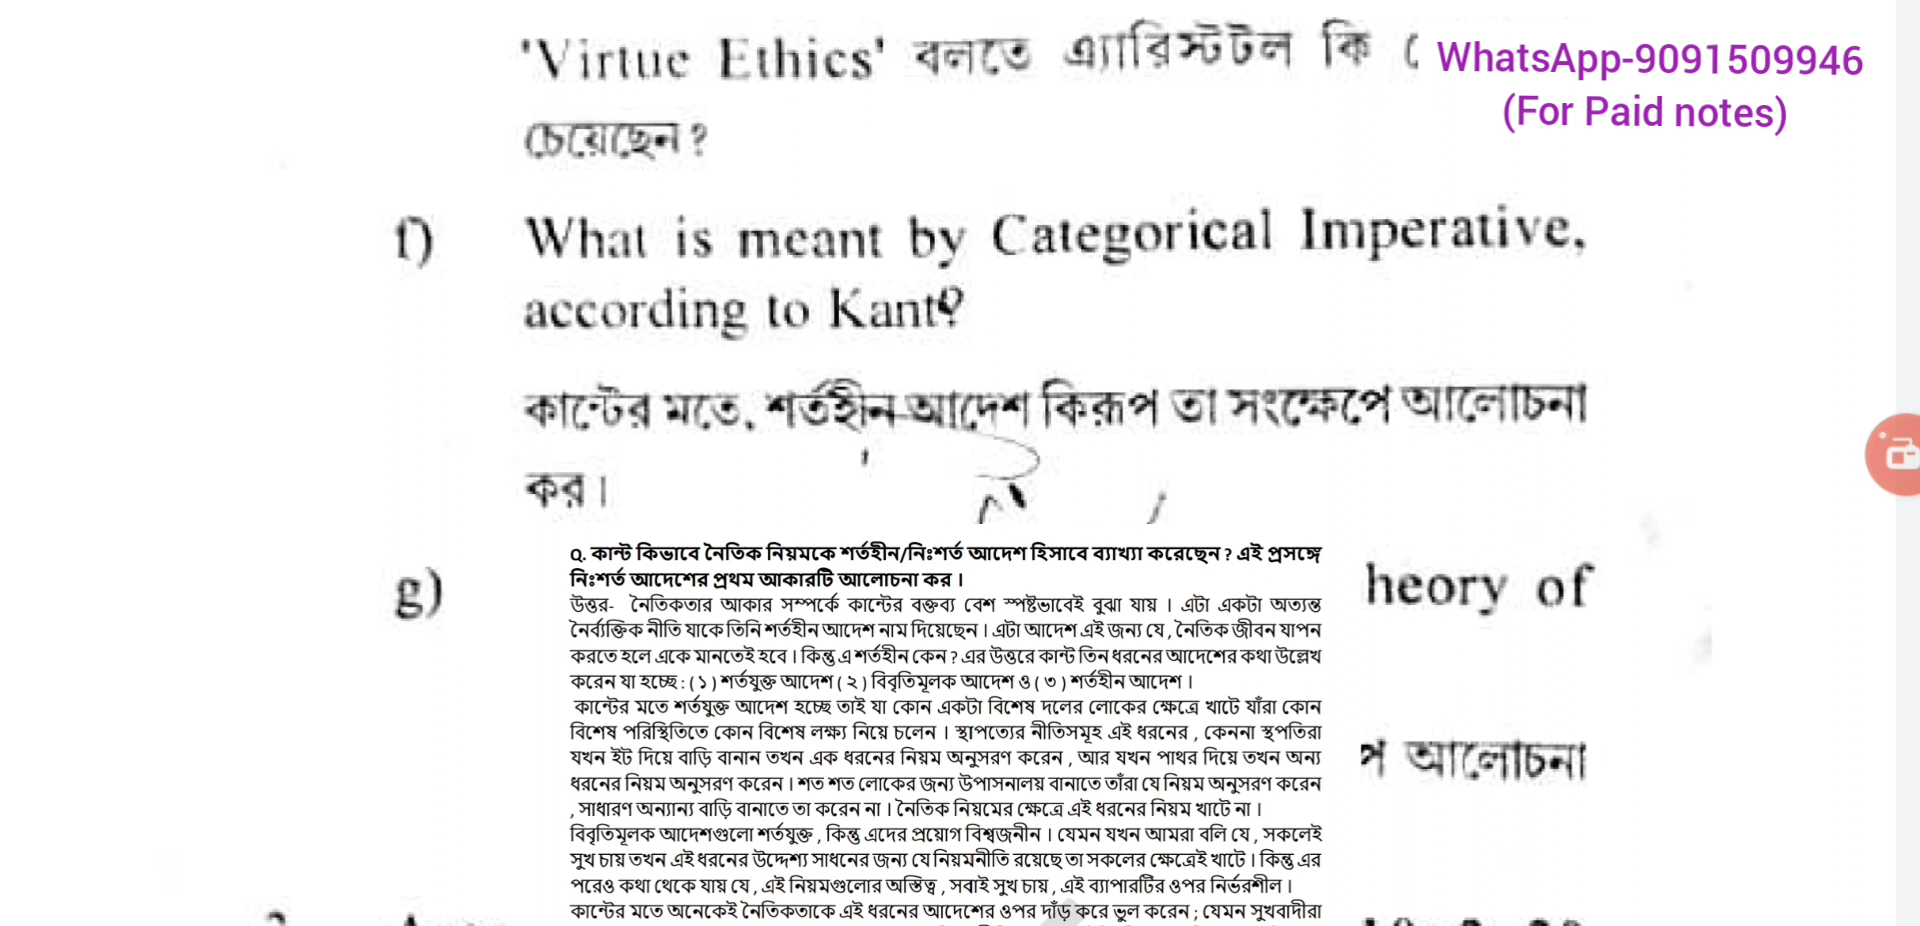 'Virtue Ethics' বলতে এ্যারিস্টটল কি
WhatsApp-9091509946
(For Paid notes)
চেয়েছেন?
f) What is meant by Categorical Imperative,
according to Kant?
কান্টের মতে, শর্তহীন আদেশ কিরূপ তা সংক্ষেপে আলোচনা
কর।
g)
heory of
আলোচনা
Q. কান্ট কিভাবে নৈতিক নিয়মকে শর্তহীন/নিঃশর্ত আদেশ হিসাবে ব্যাখ্যা করেছেন ? এই প্রসঙ্গে
নিঃশর্ত আদেশের প্রথম আকারটি আলোচনা কর।
উত্তর- নৈতিকতার আকার সম্পর্কে কান্টের বক্তব্য বেশ স্পষ্টভাবেই বুঝা যায় । এটা একটা অত্যন্ত
নৈর্ব্যক্তিক নীতি যাকে তিনি শর্তহীন আদেশ নাম দিয়েছেন। এটা আদেশ এই জন্য যে , নৈতিক জীবন যাপন
করতে হলে একে মানতেই হবে। কিন্তু এ শর্তহীন কেন ? এর উত্তরে কান্ট তিন ধরনের আদেশের কথা উল্লেখ
করেন যা হচ্ছে : ( ১ ) শর্তযুক্ত আদেশ ( ২ ) বিবৃতিমূলক আদেশ ও ( ৩ ) শর্তহীন আদেশ ।
কান্টের মতে শর্তযুক্ত আদেশ হচ্ছে তাই যা কোন একটা বিশেষ দলের লোকের ক্ষেত্রে খাটে যাঁরা কোন
বিশেষ পরিস্থিতিতে কোন বিশেষ লক্ষ্য নিয়ে চলেন । স্থাপত্যের নীতিসমূহ এই ধরনের , কেননা স্থপতিরা
যখন ইট দিয়ে বাড়ি বানান তখন এক ধরনের নিয়ম অনুসরণ করেন , আর যখন পাথর দিয়ে তখন অন্য
ধরনের নিয়ম অনুসরণ করেন । শত শত লোকের জন্য উপাসনালয় বানাতে তাঁরা যে নিয়ম অনুসরণ করেন
, সাধারণ অন্যান্য বাড়ি বানাতে তা করেন না । নৈতিক নিয়মের ক্ষেত্রে এই ধরনের নিয়ম খাটে না ।
বিবৃতিমূলক আদেশগুলো শর্তযুক্ত , কিন্তু এদের প্রয়োগ বিশ্বজনীন । যেমন যখন আমরা বলি যে , সকলেই
সুখ চায় তখন এই ধরনের উদ্দেশ্য সাধনের জন্য যে নিয়মনীতি রয়েছে তা সকলের ক্ষেত্রেই খাটে । কিন্তু এর
পরেও কথা থেকে যায় যে , এই নিয়মগুলোর অস্তিত্ব , সবাই সুখ চায় , এই ব্যাপারটির ওপর নির্ভরশীল ।
কান্টের মতে অনেকেই নৈতিকতাকে এই ধরনের আদেশের ওপর দাঁড় করে ভুল করেন ; যেমন সুখবাদীরা